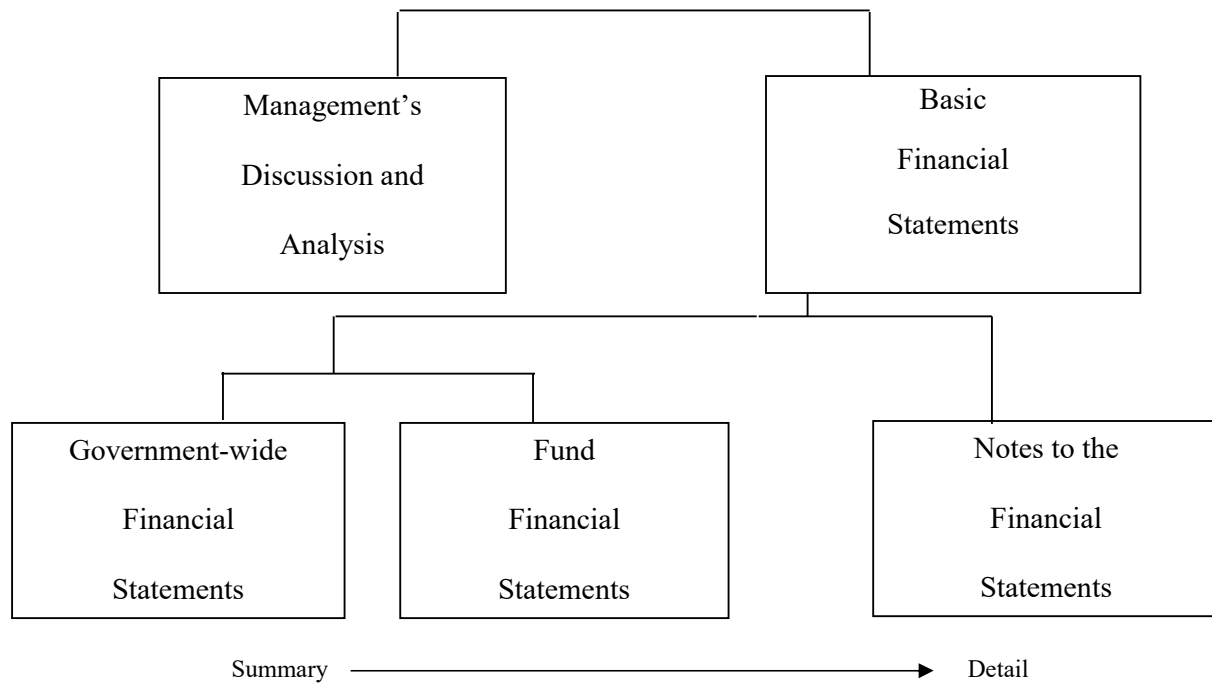 Management’s
Discussion and
Analysis
Basic
Financial
Statements
Government-wide
Financial
Statements
Fund
Financial
Statements
Notes to the
Financial
Statements
Summary
Detail